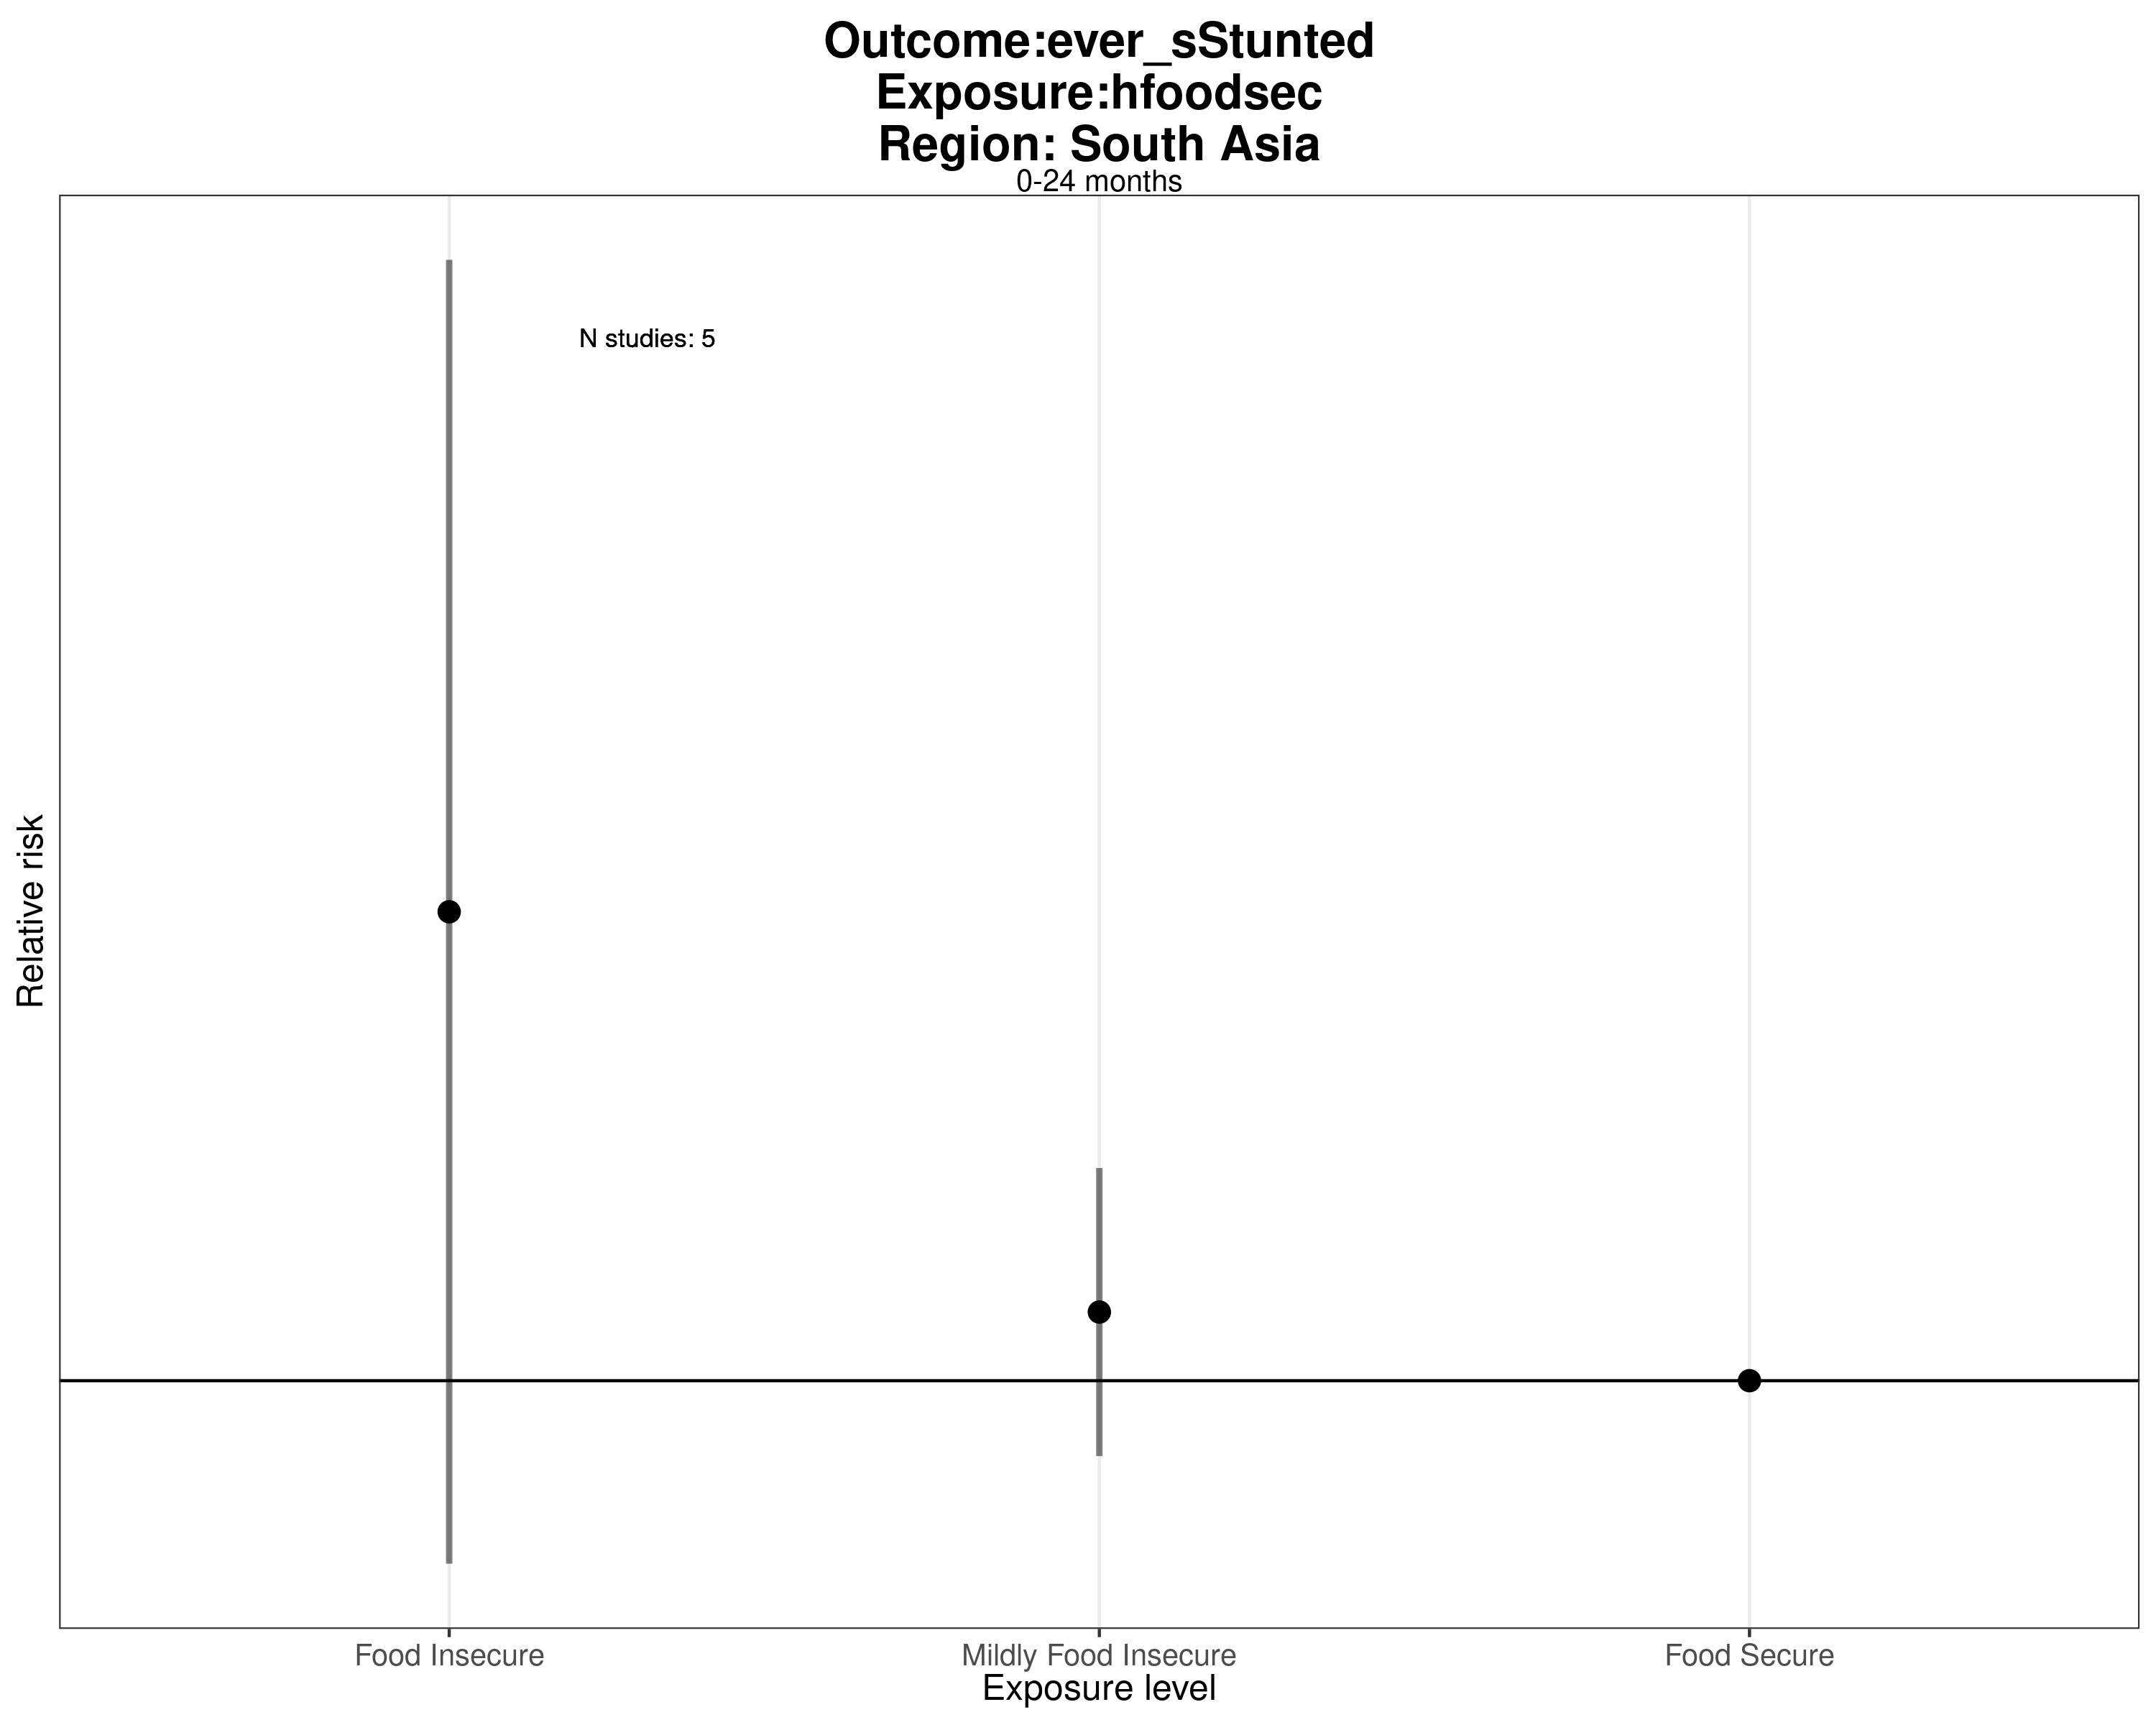 Outcome:ever_sStunted
Exposure:hfoodsec
Region: South Asia
0-24 months
N studies: 5
Relative risk
Food Insecure
Mildly Food Insecure
Food Secure
Exposure level